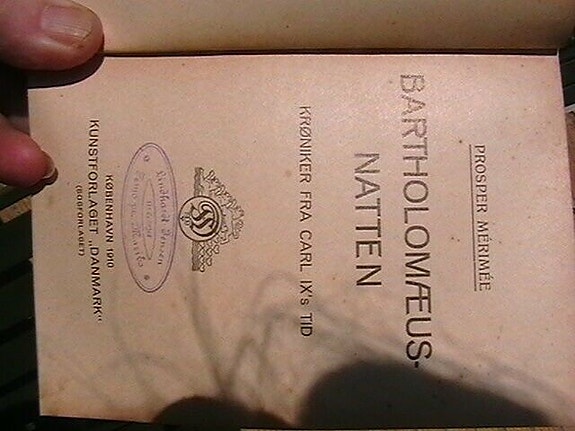 PROSPER MÉRIMÉE
BARTHOLOMÆUS-
NATTEN
KRØNIKER FRA CARL IX's TID
KØBENHAVN 1910
KUNSTFORLAGET „DANMARK"
(BOGFORLAGET)